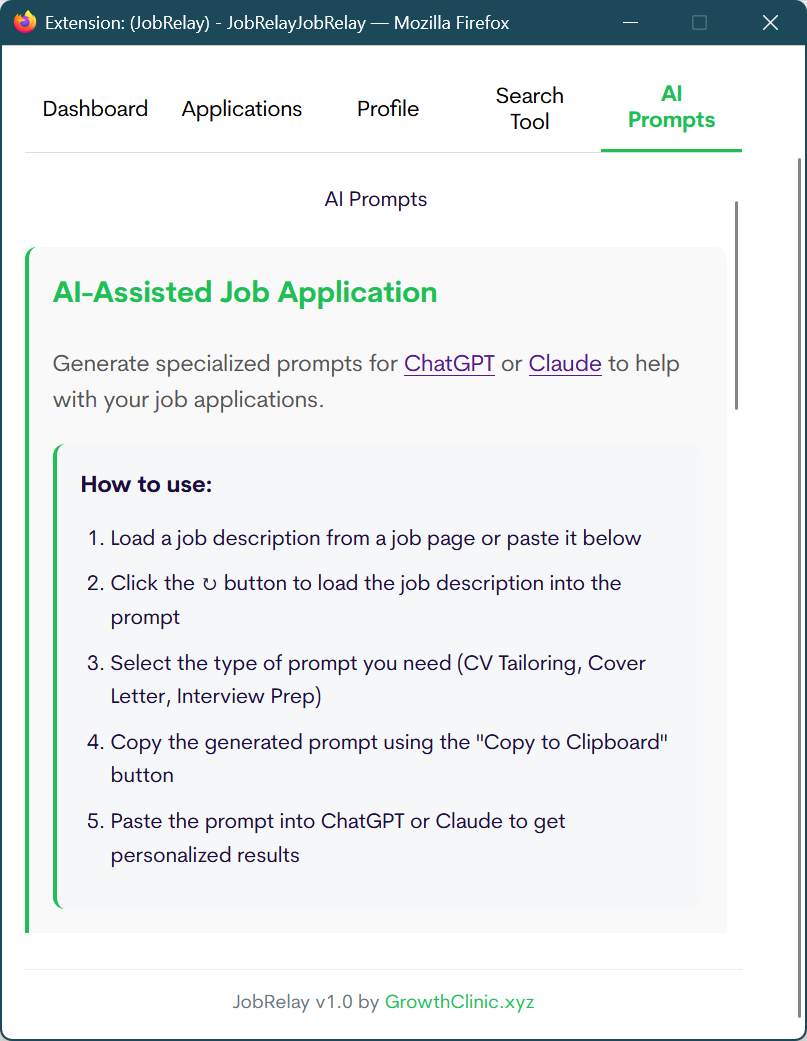 Extension: (JobRelay) - JobRelayJobRelay — Mozilla Firefox
Dashboard
Applications
Profile
Search
Tool
AI
Prompts
AI Prompts
AI-Assisted Job Application
Generate specialized prompts for ChatGPT or Claude to help
with your job applications.
How to use:
1. Load a job description from a job page or paste it below
2. Click the ↻ button to load the job description into the
prompt
3. Select the type of prompt you need (CV Tailoring, Cover
Letter, Interview Prep)
4. Copy the generated prompt using the "Copy to Clipboard"
button
5. Paste the prompt into ChatGPT or Claude to get
personalized results
JobRelay v1.0 by GrowthClinic.xyz